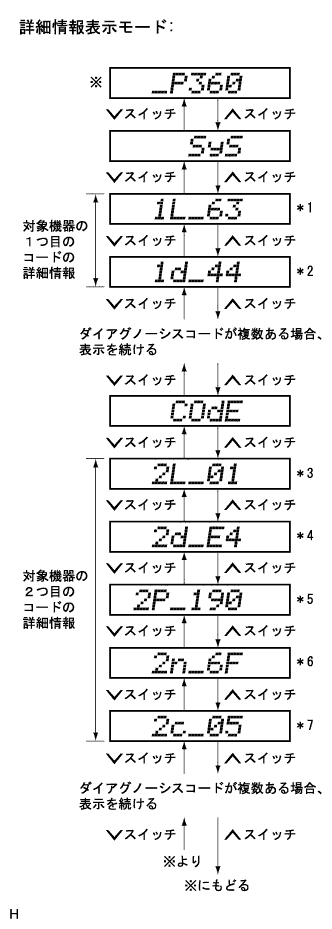 詳細情報表示モード:
※ _P360
∨スイッチ ∧スイッチ
SyS
∨スイッチ ∧スイッチ
対象機器の
1つ目の
コードの
詳細情報
1L_63 *1
∨スイッチ ∧スイッチ
1d_44 *2
∨スイッチ ∧スイッチ
ダイアグノーシスコードが複数ある場合、
表示を続ける
∨スイッチ ∧スイッチ
COdE
∨スイッチ ∧スイッチ
対象機器の
2つ目の
コードの
詳細情報
2L_01 *3
∨スイッチ ∧スイッチ
2d_E4 *4
∨スイッチ ∧スイッチ
2P_190 *5
∨スイッチ ∧スイッチ
2n_6F *6
∨スイッチ ∧スイッチ
2c_05 *7
∨スイッチ ∧スイッチ
ダイアグノーシスコードが複数ある場合、
表示を続ける
∨スイッチ ∧スイッチ
※より
※にもどる
H